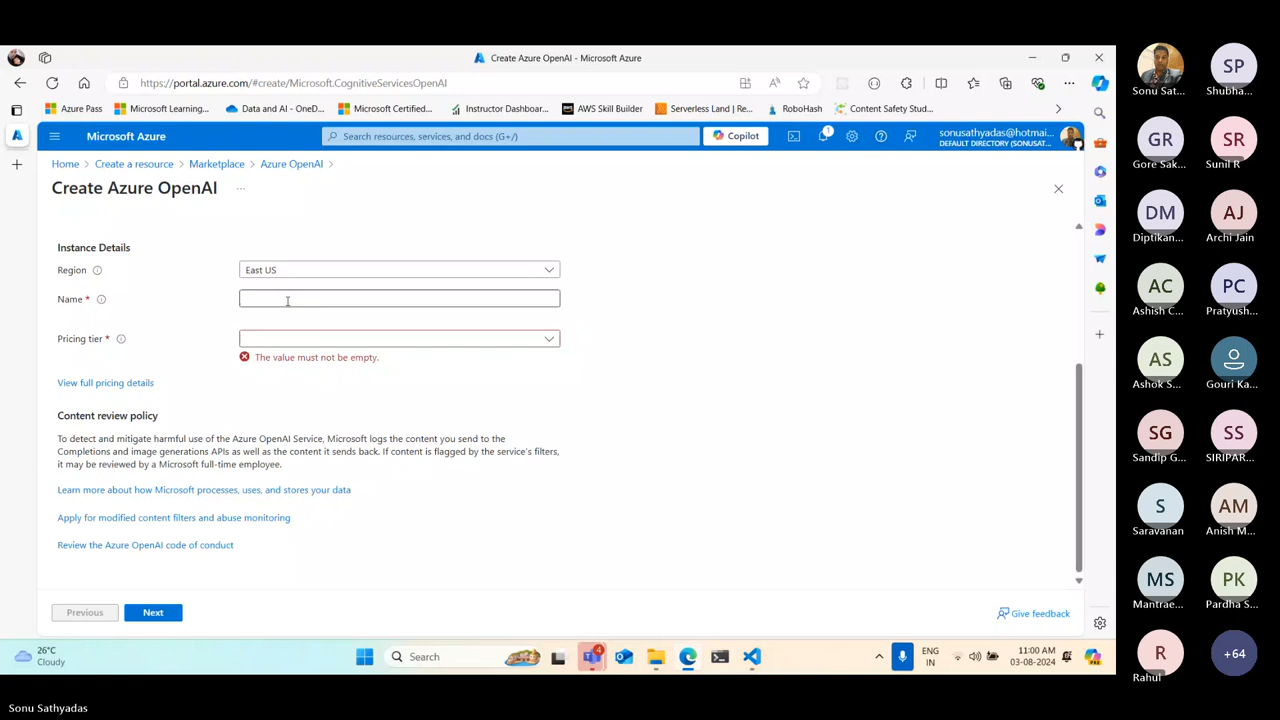 Create Azure OpenAI - Microsoft Azure
https://portal.azure.com/#create/Microsoft.CognitiveServicesOpenAI
Azure Pass
Microsoft Learning...
Data and AI - OneD...
Microsoft Certified...
Instructor Dashboar...
AWS Skill Builder
Serverless Land | Re...
RoboHash
Content Safety Stud...
Microsoft Azure
Search resources, services, and docs (G+/)
Copilot
1
sonusathyadas@hotmai...
DEFAULT DIRECTORY (SONUSAT...
Home > Create a resource > Marketplace > Azure OpenAI >
Create Azure OpenAI ...
Instance Details
Region
East US
Name *
Pricing tier *
The value must not be empty.
View full pricing details
Content review policy
To detect and mitigate harmful use of the Azure OpenAI Service, Microsoft logs the content you send to the
Completions and image generations APIs as well as the content it sends back. If content is flagged by the service's filters,
it may be reviewed by a Microsoft full-time employee.
Learn more about how Microsoft processes, uses, and stores your data
Apply for modified content filters and abuse monitoring
Review the Azure OpenAI code of conduct
Previous
Next
Give feedback
26°C
Cloudy
Search
4
ENG
IN
11:00 AM
03-08-2024
Sonu Sat...
SP
Shubha...
GR
Gore Sak...
SR
Sunil R
DM
Diptikan...
AJ
Archi Jain
AC
Ashish C...
PC
Pratyush...
AS
Ashok S...
Gouri Ka...
SG
Sandip G...
SS
SIRIPAR...
S
Saravanan
AM
Anish M...
MS
Mantrae...
PK
Pardha S...
R
Rahul
+64
Sonu Sathyadas